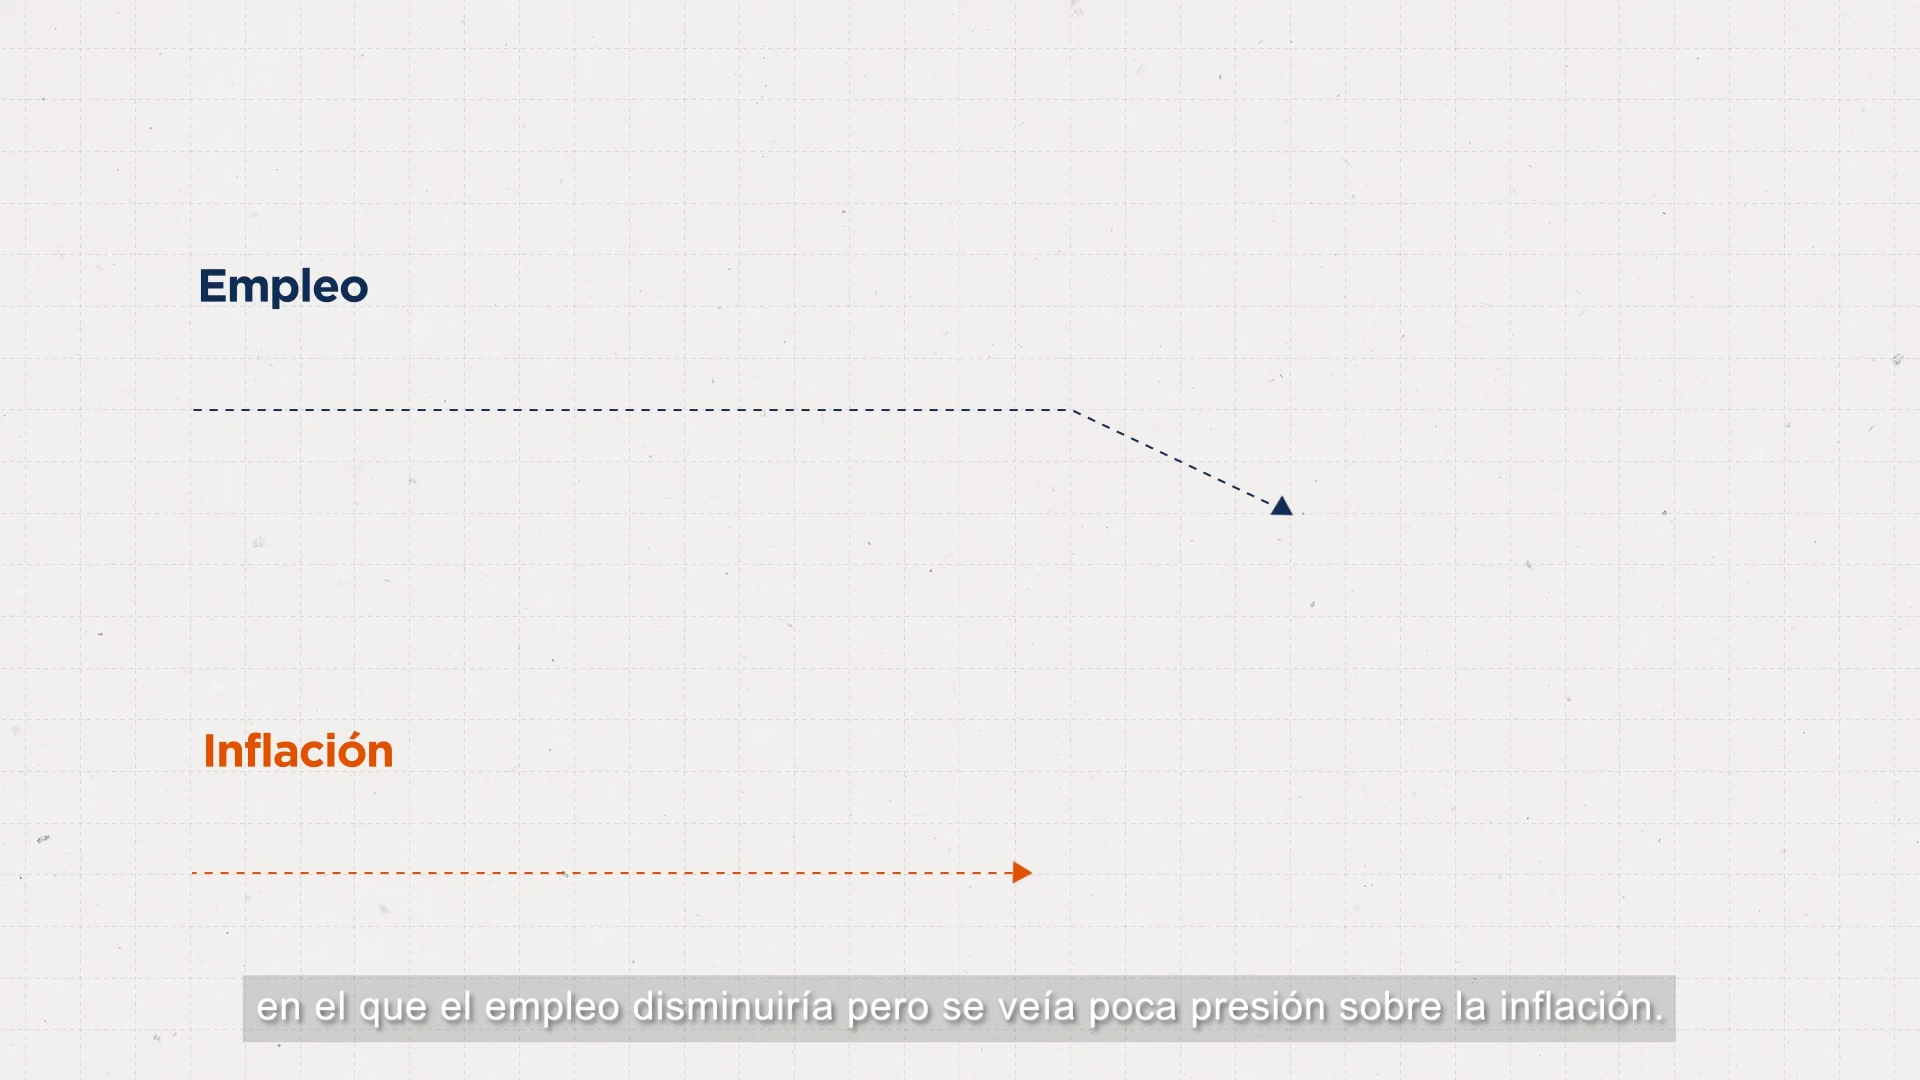 Empleo
Inflación
en el que el empleo disminuiría pero se veía poca presión sobre la inflación.